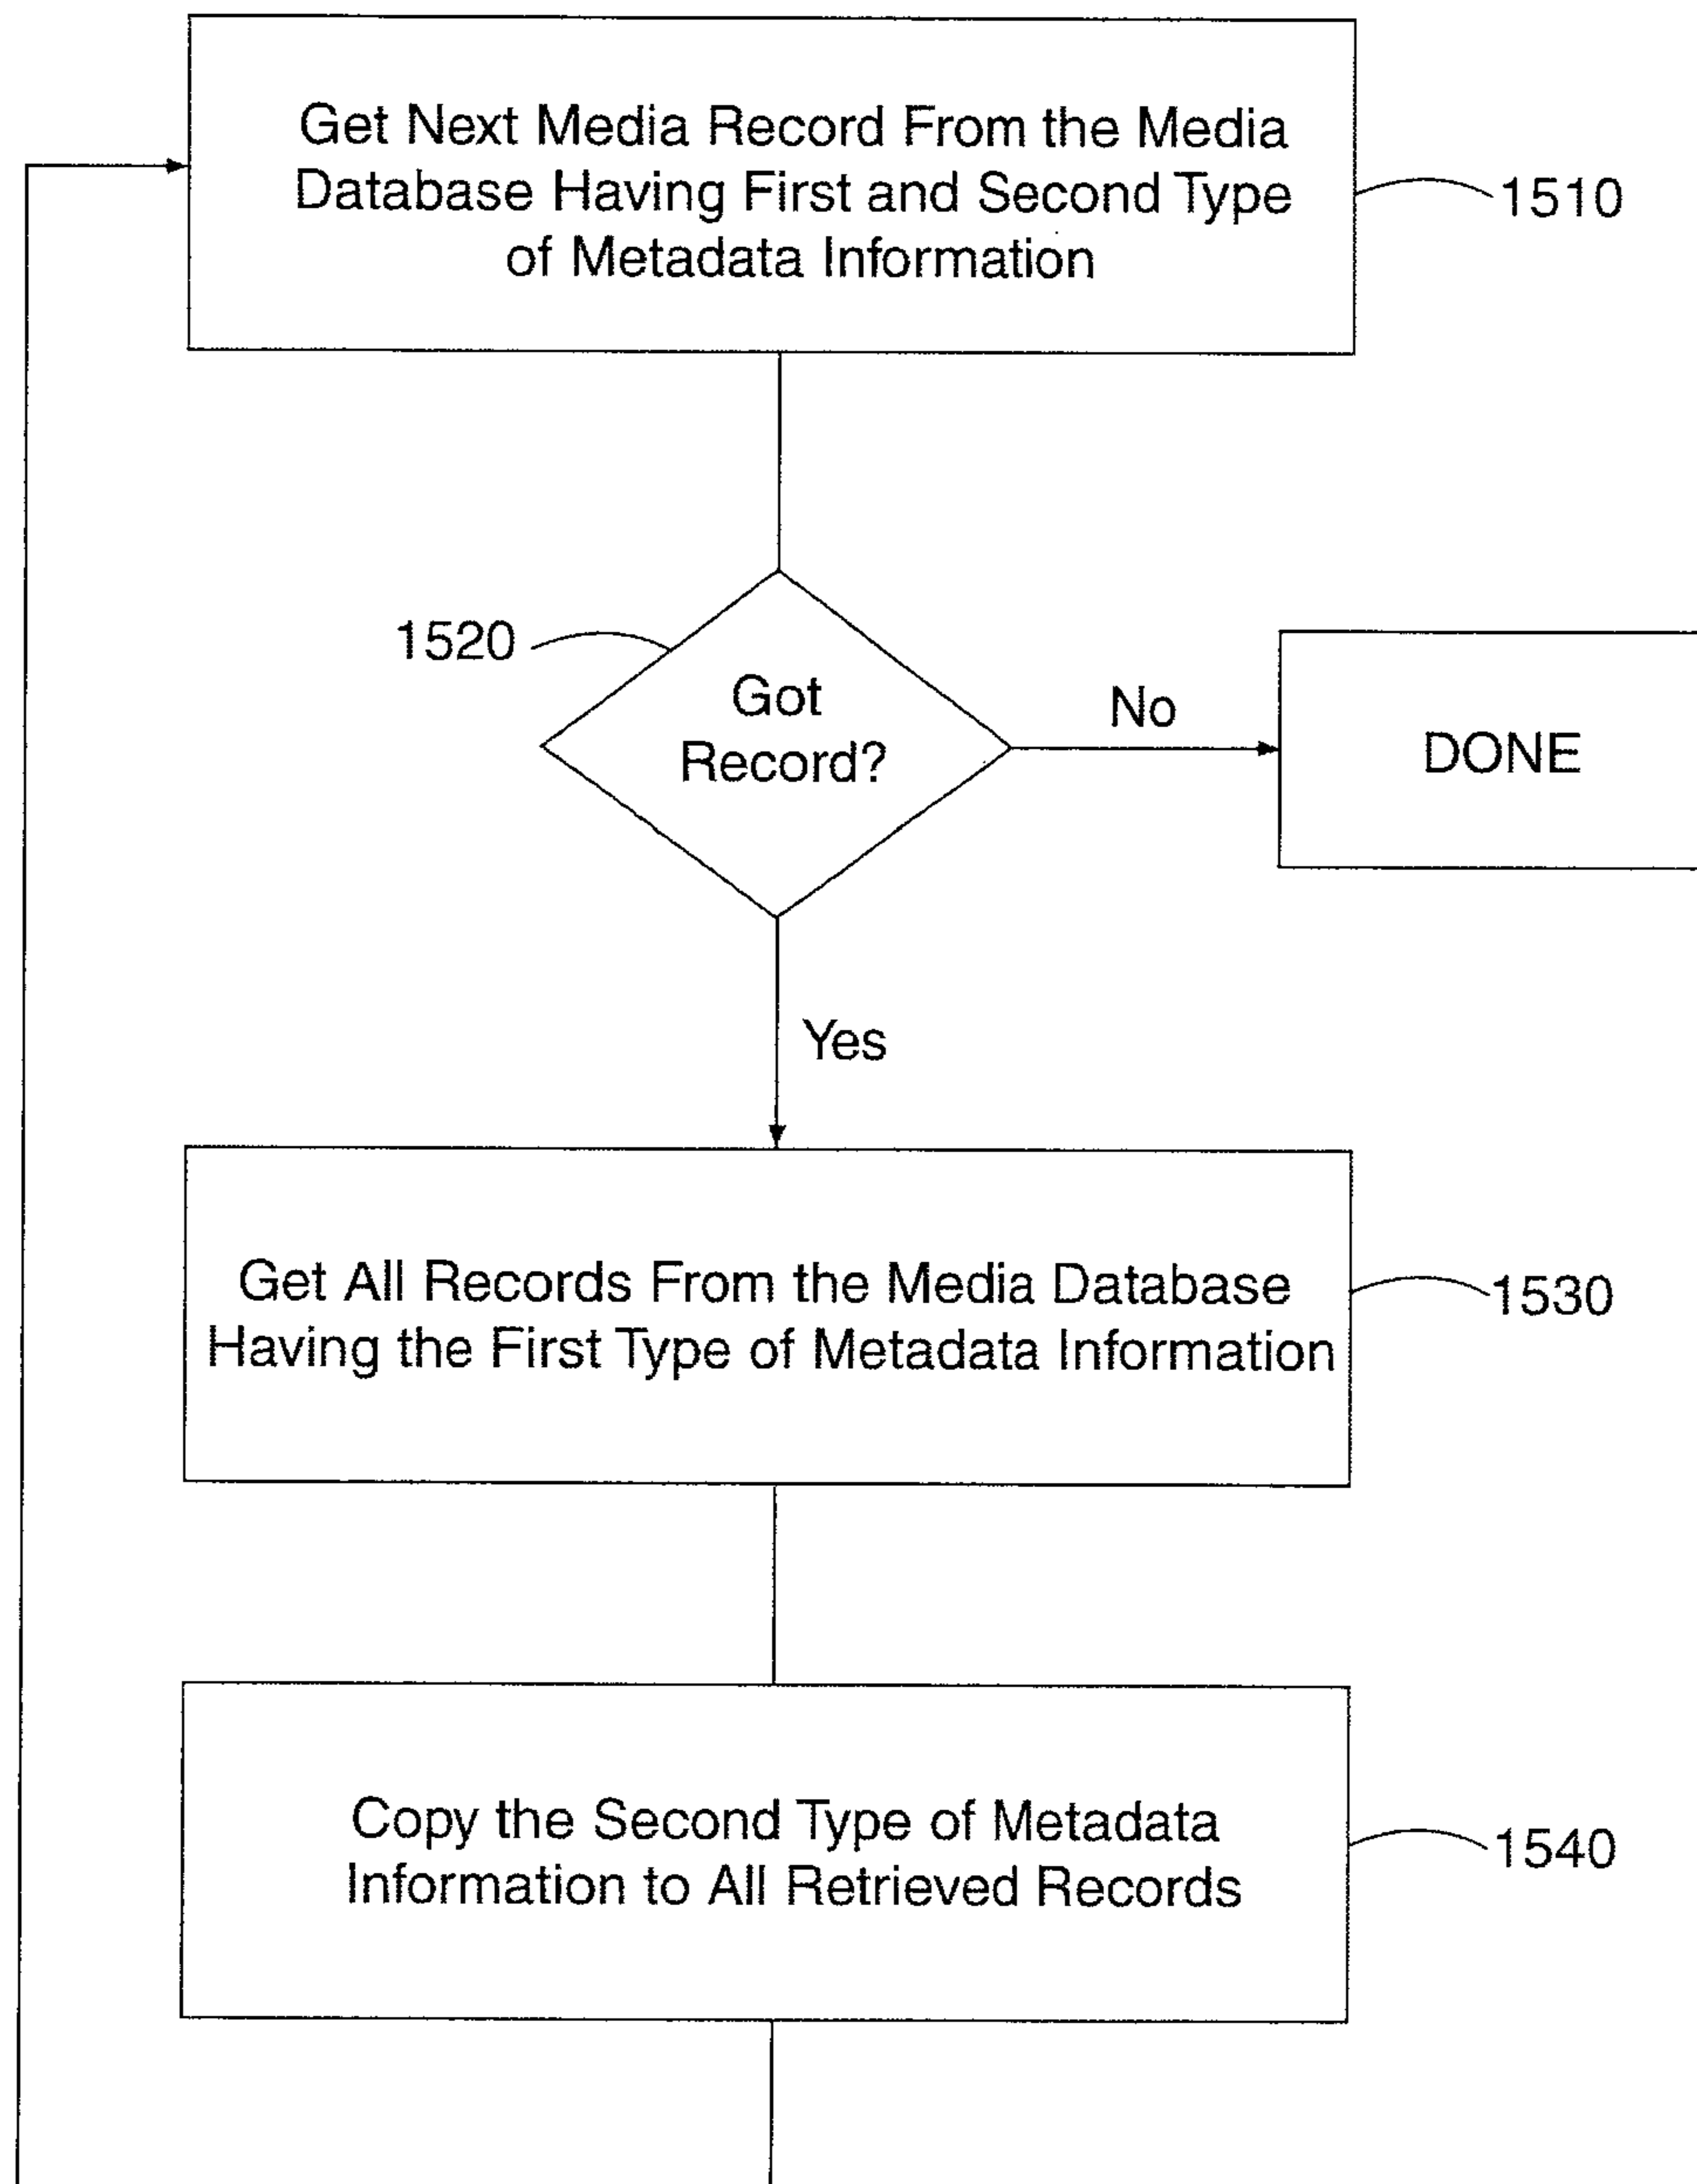 Get Next Media Record From the Media
Database Having First and Second Type
of Metadata Information
1510
1520
Got
Record?
No
DONE
Yes
Get All Records From the Media Database
Having the First Type of Metadata Information
1530
Copy the Second Type of Metadata
Information to All Retrieved Records
1540